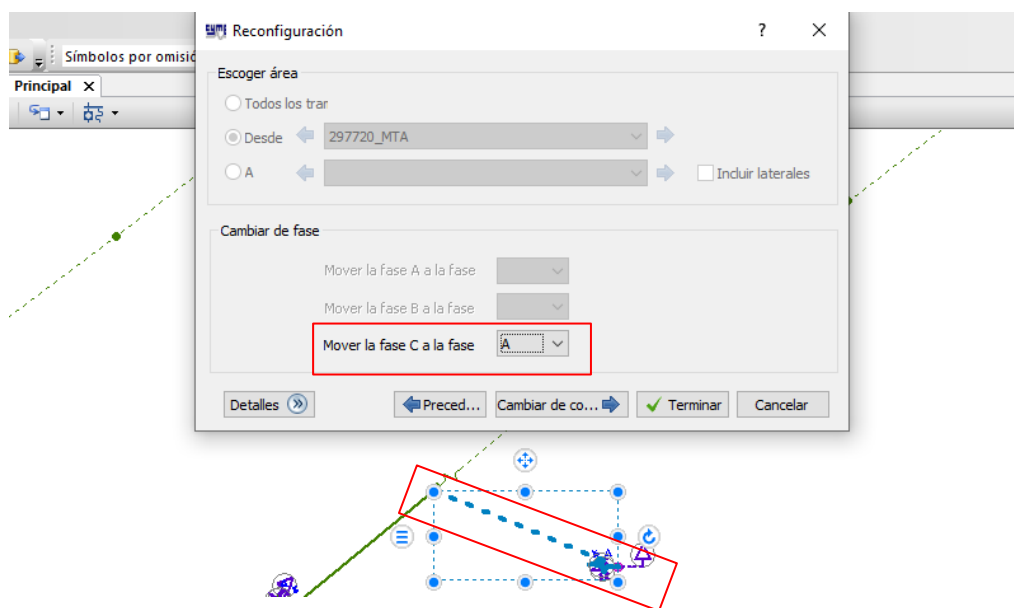 CYME Reconfiguración ? ×
Símbolos por omisió
Principal X
Escoger área
Todos los trar
Desde 297720_MTA
A Incluir laterales
Cambiar de fase
Mover la fase A a la fase
Mover la fase B a la fase
Mover la fase C a la fase A
Detalles Preced... Cambiar de co... Terminar Cancelar